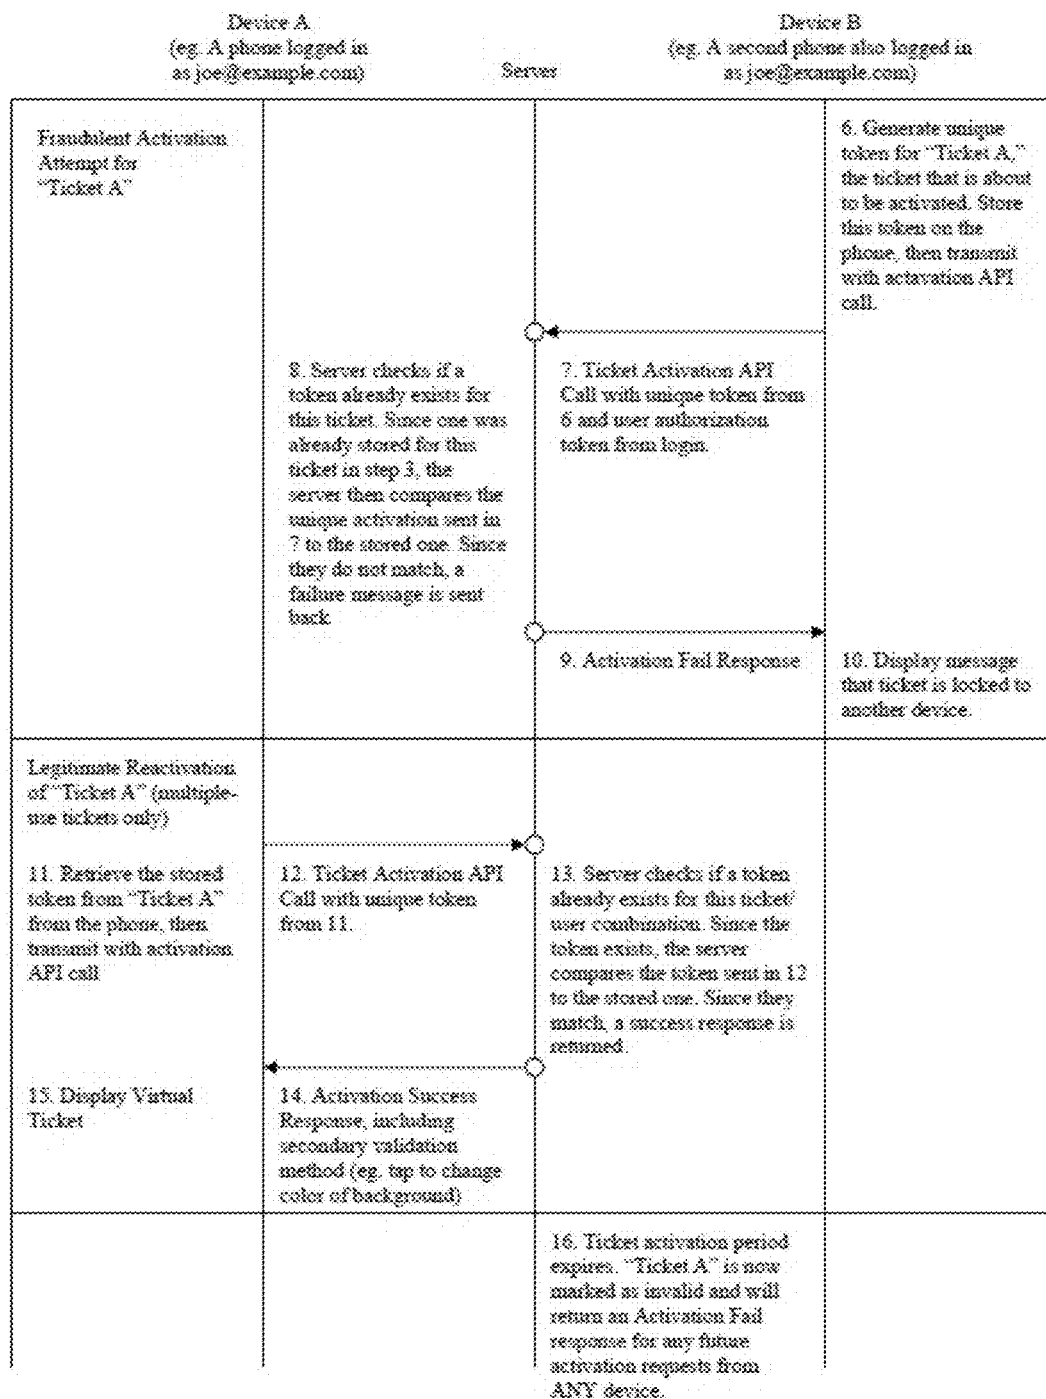 Device A
(eg. A phone logged in
as joe@example.com)
Server
Device B
(eg. A second phone also logged in
as joe@example.com)
Fraudulent Activation
Attempt for
“Ticket A”
6. Generate unique
token for “Ticket A,”
the ticket that is about
to be activated. Store
this token on the
phone, then transmit
with actavation API
call.
8. Server checks if a
token already exists for
this ticket. Since one was
already stored for this
ticket in step 3, the
server then compares the
unique activation sent in
7 to the stored one. Since
they do not match, a
failure message is sent
back.
7. Ticket Activation API
Call with unique token from
6 and user authorization
token from login.
9. Activation Fail Response
10. Display message
that ticket is locked to
another device.
Legitimate Reactivation
of “Ticket A” (multiple-
use tickets only)
11. Retrieve the stored
token from “Ticket A”
from the phone, then
transmit with activation
API call
12. Ticket Activation API
Call with unique token
from 11.
13. Server checks if a token
already exists for this ticket/
user combination. Since the
token exists, the server
compares the token sent in 12
to the stored one. Since they
match, a success response is
returned.
15. Display Virtual
Ticket
14. Activation Success
Response, including
secondary validation
method (eg. tap to change
color of background)
16. Ticket activation period
expires. “Ticket A” is now
marked as invalid and will
return an Activation Fail
response for any future
activation requests from
ANY device.